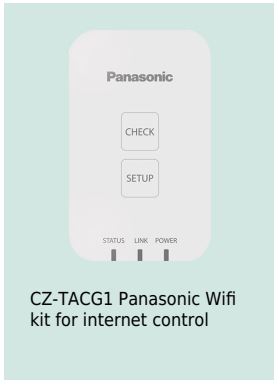 Panasonic
CHECK
SETUP
STATUS LINK POWER
CZ-TACG1 Panasonic Wifi
kit for internet control